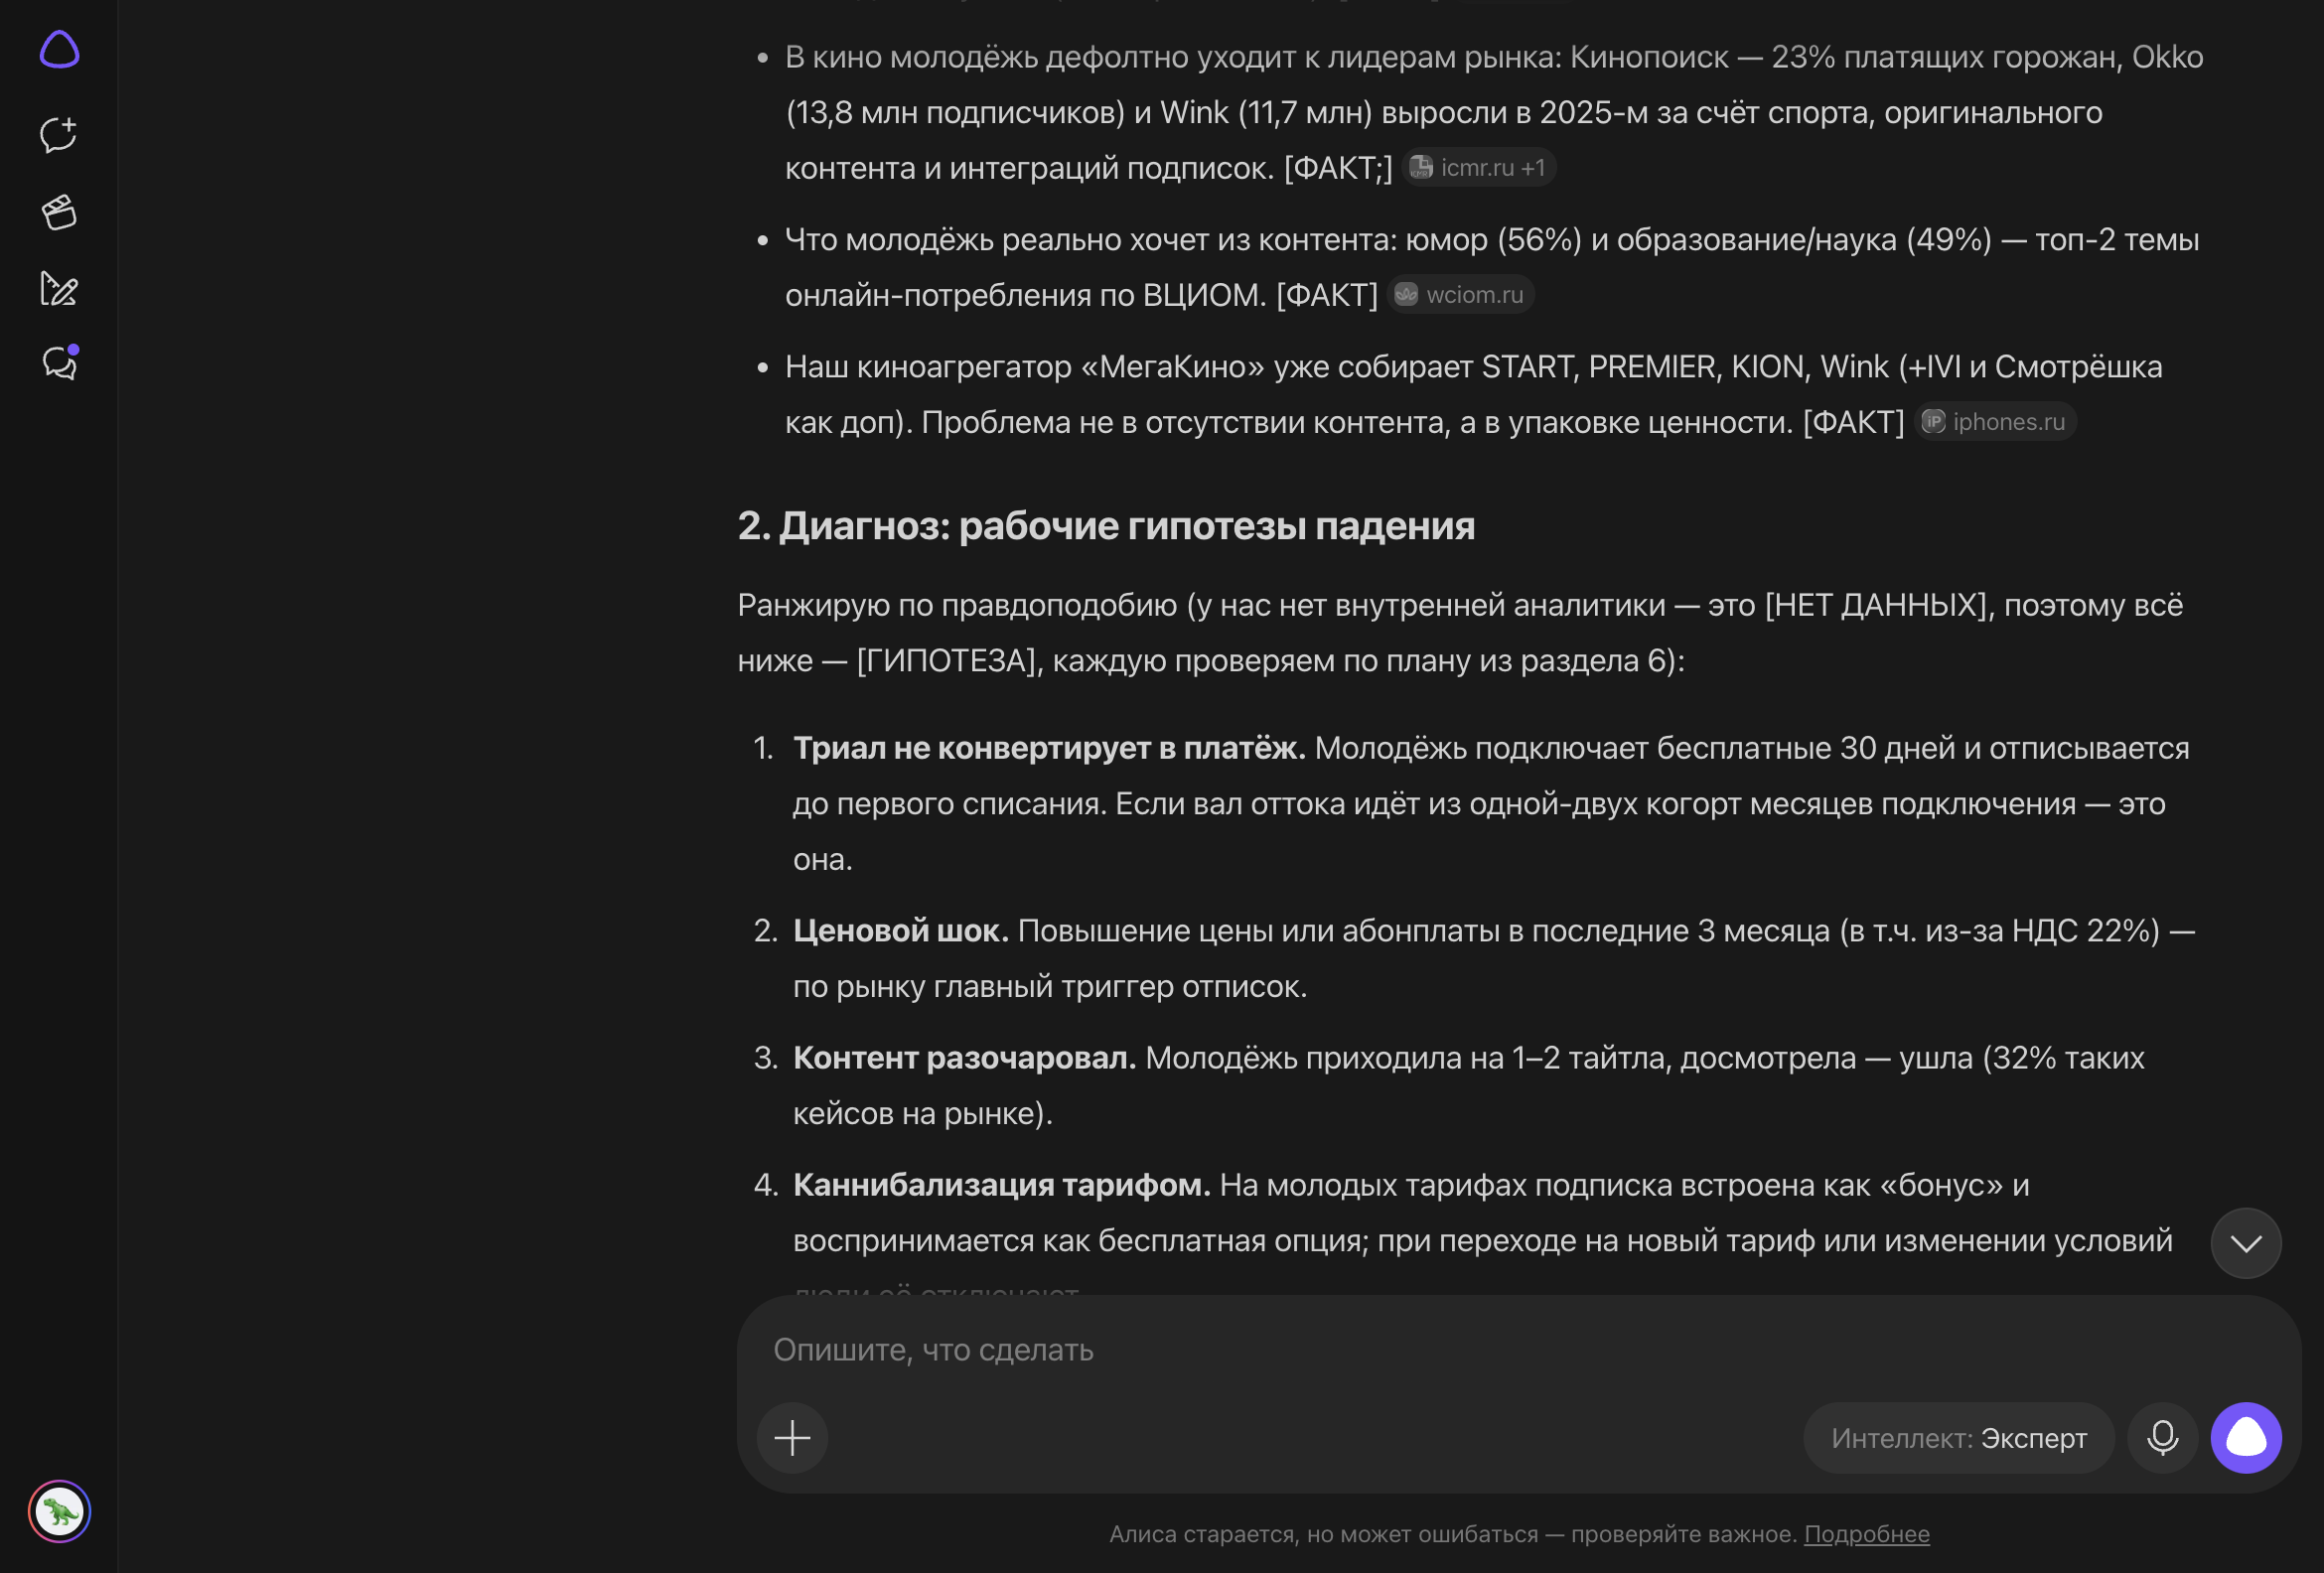 • В кино молодёжь дефолтно уходит к лидерам рынка: Кинопоиск — 23% платящих горожан, Okko
(13,8 млн подписчиков) и Wink (11,7 млн) выросли в 2025-м за счёт спорта, оригинального
контента и интеграций подписок. [ФАКТ;] icmr.ru +1
• Что молодёжь реально хочет из контента: юмор (56%) и образование/наука (49%) — топ-2 темы
онлайн-потребления по ВЦИОМ. [ФАКТ] wciom.ru
• Наш киноагрегатор «МегаКино» уже собирает START, PREMIER, KION, Wink (+IVI и Смотрёшка
как доп). Проблема не в отсутствии контента, а в упаковке ценности. [ФАКТ] iP iphones.ru
2. Диагноз: рабочие гипотезы падения
Ранжирую по правдоподобию (у нас нет внутренней аналитики — это [НЕТ ДАННЫХ], поэтому всё
ниже — [ГИПОТЕЗА], каждую проверяем по плану из раздела 6):
1. Триал не конвертирует в платёж. Молодёжь подключает бесплатные 30 дней и отписывается
до первого списания. Если вал оттока идёт из одной-двух когорт месяцев подключения — это
она.
2. Ценовой шок. Повышение цены или абонплаты в последние 3 месяца (в т.ч. из-за НДС 22%) —
по рынку главный триггер отписок.
3. Контент разочаровал. Молодёжь приходила на 1–2 тайтла, досмотрела — ушла (32% таких
кейсов на рынке).
4. Каннибализация тарифом. На молодых тарифах подписка встроена как «бонус» и
воспринимается как бесплатная опция; при переходе на новый тариф или изменении условий
люди её отключают
Опишите, что сделать
Интеллект: Эксперт
Алиса старается, но может ошибаться — проверяйте важное. Подробнее